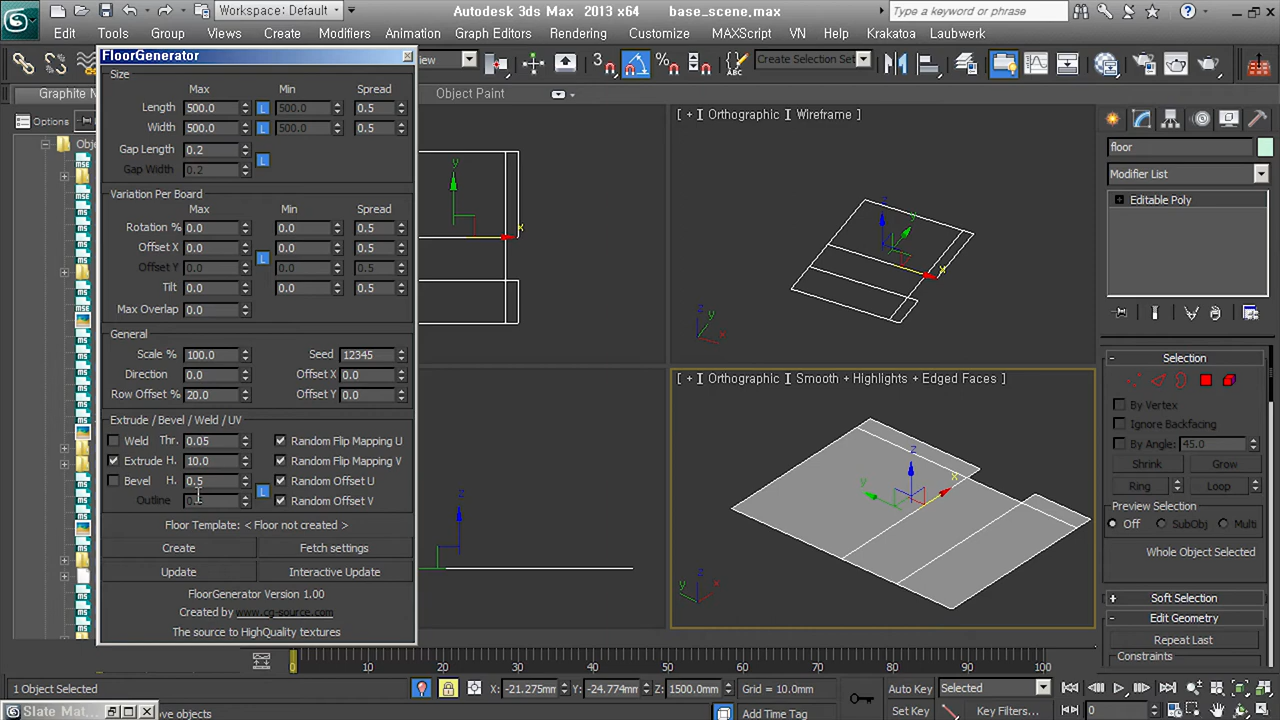 Workspace: Default
Autodesk 3ds Max 2013 x64 base_scene.max
Type a keyword or phrase
Edit Tools Group Views Create Modifiers Animation Graph Editors Rendering Customize MAXScript VN Help Krakatoa Laubwerk
FloorGenerator
View
Create Selection Se
Graphite N
Object Paint
Options
Obje
Size
Max Min Spread
Length 500.0 L 500.0 0.5
Width 500.0 L 500.0 0.5
Gap Length 0.2 L
Gap Width 0.2
Variation Per Board
Max Min Spread
Rotation % 0.0 0.0 0.5
Offset X 0.0 0.0 0.5
Offset Y 0.0 0.0 0.5
Tilt 0.0 0.0 0.5
Max Overlap 0.0
General
Scale % 100.0 Seed 12345
Direction 0.0 Offset X 0.0
Row Offset % 20.0 Offset Y 0.0
Extrude / Bevel / Weld / UV
Weld Thr. 0.05 Random Flip Mapping U
Extrude H. 10.0 Random Flip Mapping V
Bevel H. 0.5 Random Offset U
Outline L Random Offset V
Floor Template: < Floor not created >
Create Fetch settings
Update Interactive Update
FloorGenerator Version 1.00
Created by www.cg-source.com
The source to HighQuality textures
[ + ] [ Orthographic ] [ Wireframe ]
[ + ] [ Orthographic ] [ Smooth + Highlights + Edged Faces ]
floor
Modifier List
Editable Poly
Selection
By Vertex
Ignore Backfacing
By Angle: 45.0
Shrink Grow
Ring Loop
Preview Selection
Off SubObj Multi
Whole Object Selected
Soft Selection
Edit Geometry
Repeat Last
Constraints
0 10 20 30 40 50 60 70 80 90 100
1 Object Selected X: -21.275mm Y: -24.774mm Z: 1500.0mm Grid = 10.0mm Auto Key Selected
Slate Mat... ove objects Add Time Tag Set Key Key Filters... 0